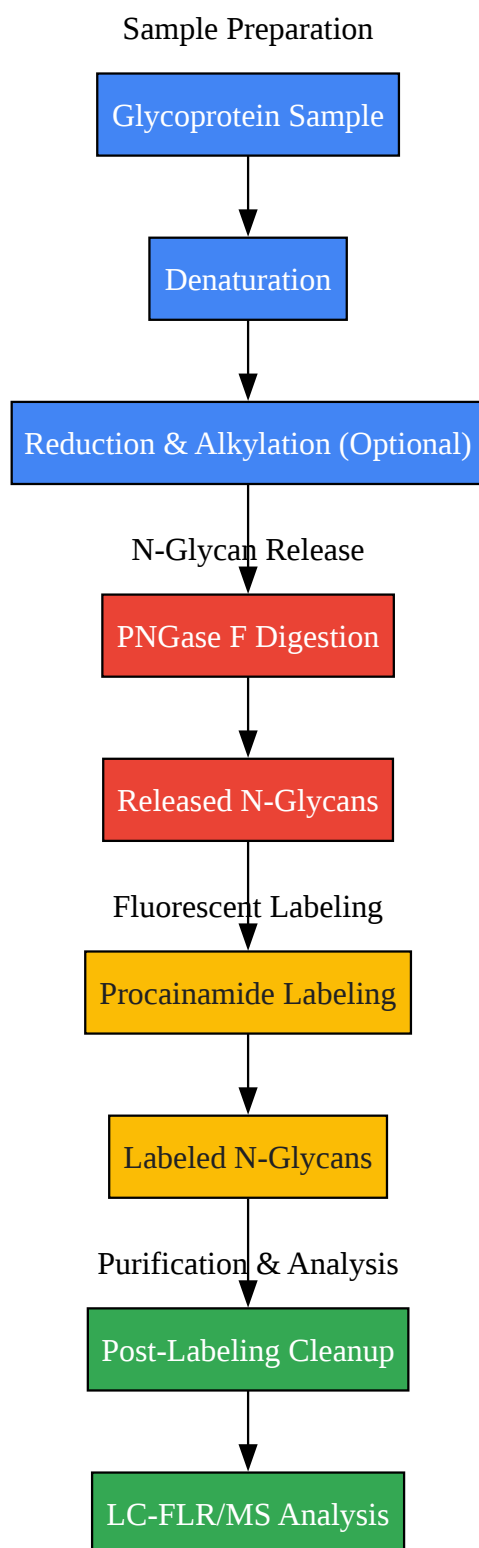 Sample Preparation
Glycoprotein Sample
Denaturation
Reduction & Alkylation (Optional)
N-Glycan Release
PNGase F Digestion
Released N-Glycans
Fluorescent Labeling
Procainamide Labeling
Labeled N-Glycans
Purification & Analysis
Post-Labeling Cleanup
LC-FLR/MS Analysis